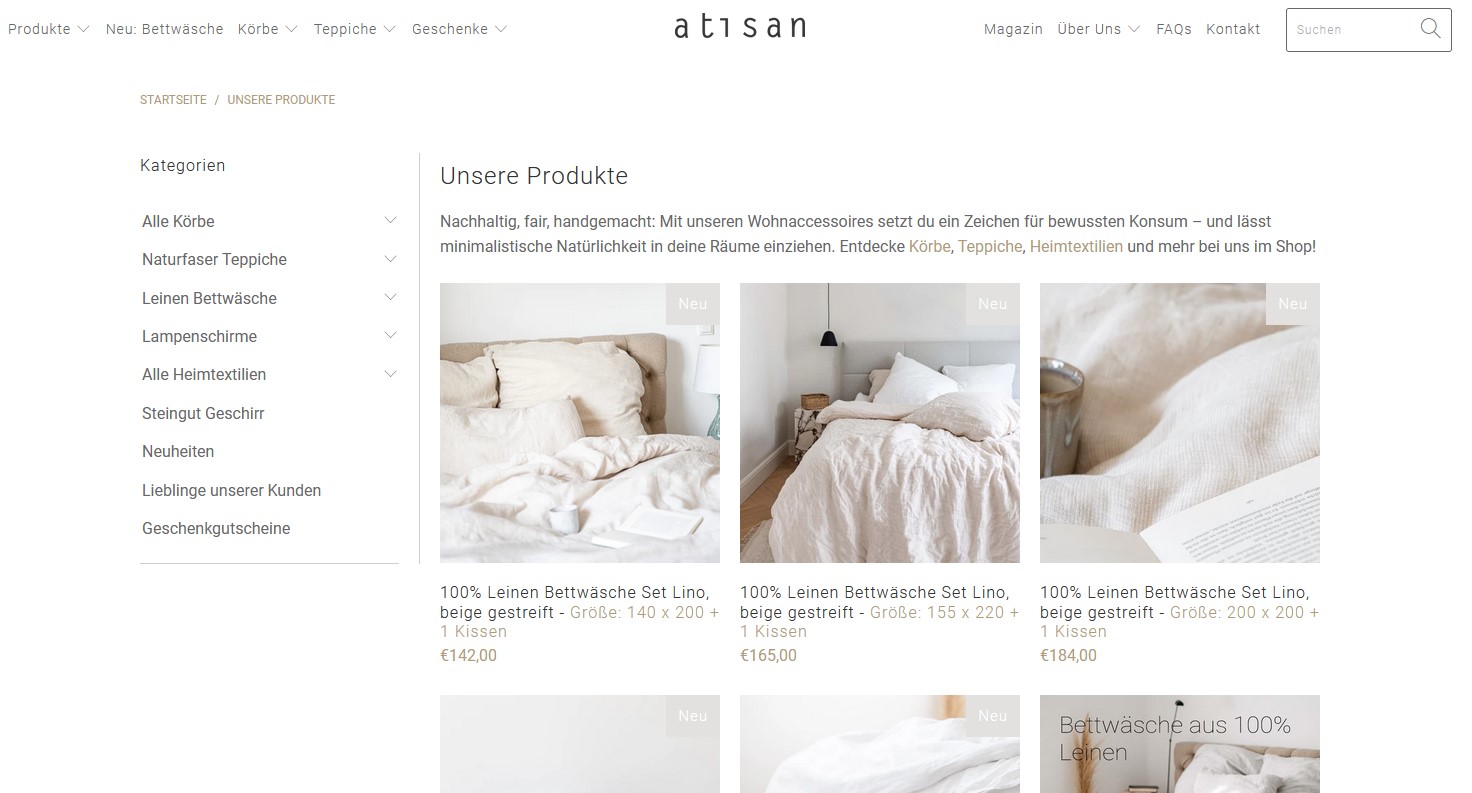 Produkte
Neu: Bettwäsche
Körbe
Teppiche
Geschenke
atisan
Magazin
Über Uns
FAQs
Kontakt
Suchen
STARTSEITE / UNSERE PRODUKTE
Kategorien
Alle Körbe
Naturfaser Teppiche
Leinen Bettwäsche
Lampenschirme
Alle Heimtextilien
Steingut Geschirr
Neuheiten
Lieblinge unserer Kunden
Geschenkgutscheine
Unsere Produkte
Nachhaltig, fair, handgemacht: Mit unseren Wohnaccessoires setzt du ein Zeichen für bewussten Konsum – und lässt
minimalistische Natürlichkeit in deine Räume einziehen. Entdecke Körbe, Teppiche, Heimtextilien und mehr bei uns im Shop!
Neu
100% Leinen Bettwäsche Set Lino,
beige gestreift - Größe: 140 x 200 +
1 Kissen
€142,00
Neu
100% Leinen Bettwäsche Set Lino,
beige gestreift - Größe: 155 x 220 +
1 Kissen
€165,00
Neu
100% Leinen Bettwäsche Set Lino,
beige gestreift - Größe: 200 x 200 +
1 Kissen
€184,00
Neu
Neu
Bettwäsche aus 100%
Leinen